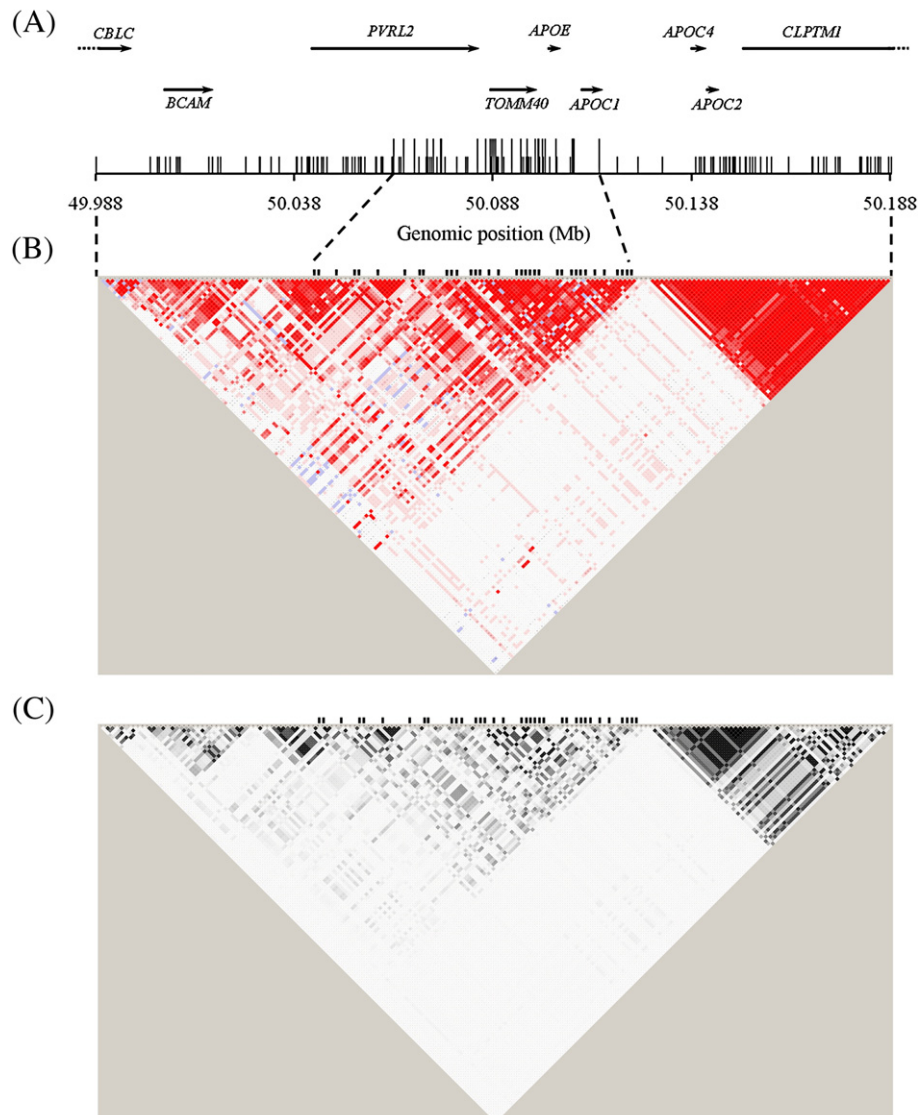 (A)
CBLC PVRL2 APOE APOC4 CLPTM1
BCAM TOMM40 APOC1 APOC2
49.988 50.038 50.088 50.138 50.188
Genomic position (Mb)
(B)
(C)